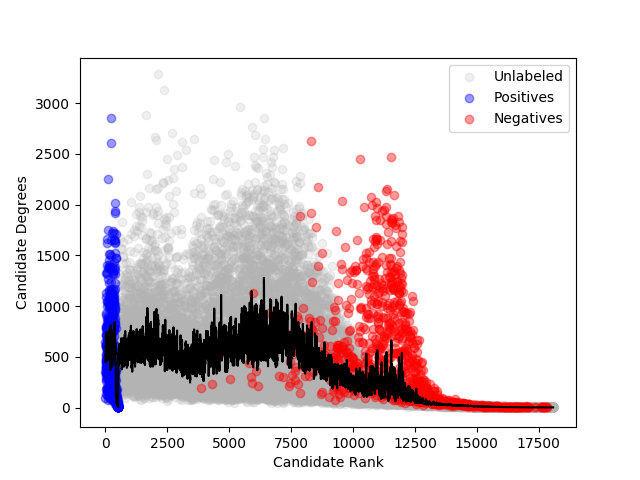 Unlabeled
Positives
Negatives
3000
2500
2000
1500
1000
500
0
Candidate Degrees
0 2500 5000 7500 10000 12500 15000 17500
Candidate Rank